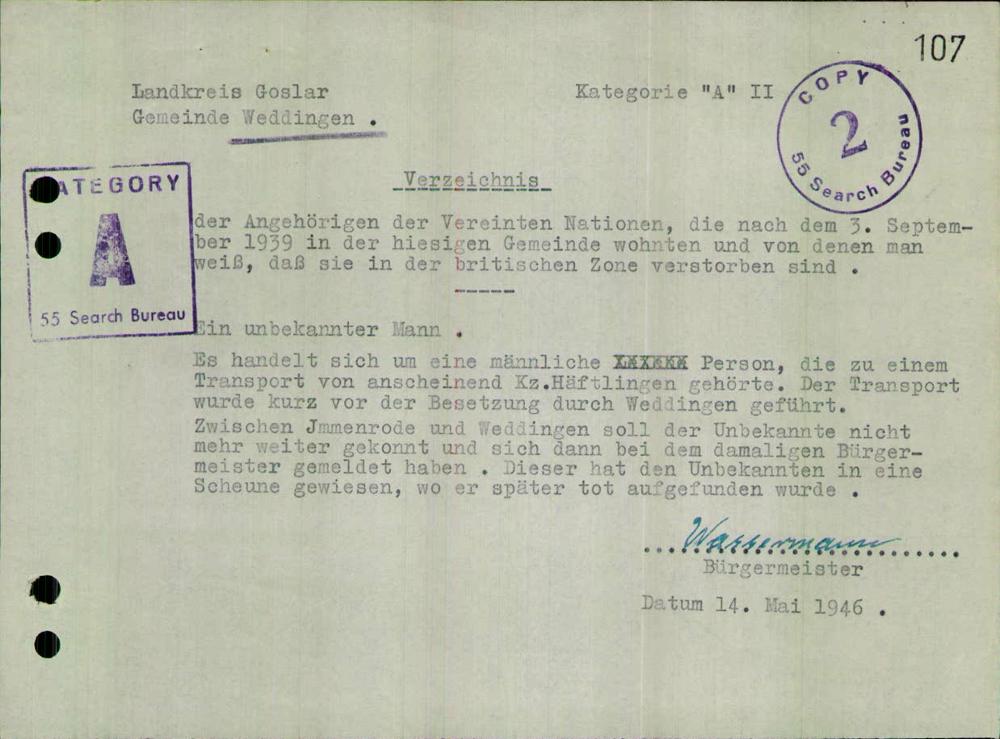 107
Landkreis Goslar
Kategorie "A" II
Gemeinde Weddingen .
COPY
2
55 Search Bureau
CATEGORY
A
55 Search Bureau
Verzeichnis
der Angehörigen der Vereinten Nationen, die nach dem 3. Septem-
ber 1939 in der hiesigen Gemeinde wohnten und von denen man
weiß, daß sie in der britischen Zone verstorben sind .
Ein unbekannter Mann .
Es handelt sich um eine männliche Person, die zu einem
Transport von anscheinend Kz.Häftlingen gehörte. Der Transport
wurde kurz vor der Besetzung durch Weddingen geführt.
Zwischen Jmmenrode und Weddingen soll der Unbekannte nicht
mehr weiter gekonnt und sich dann bei dem damaligen Bürger-
meister gemeldet haben . Dieser hat den Unbekannten in eine
Scheune gewiesen, wo er später tot aufgefunden wurde .
Wassermann
Bürgermeister
Datum 14. Mai 1946 .